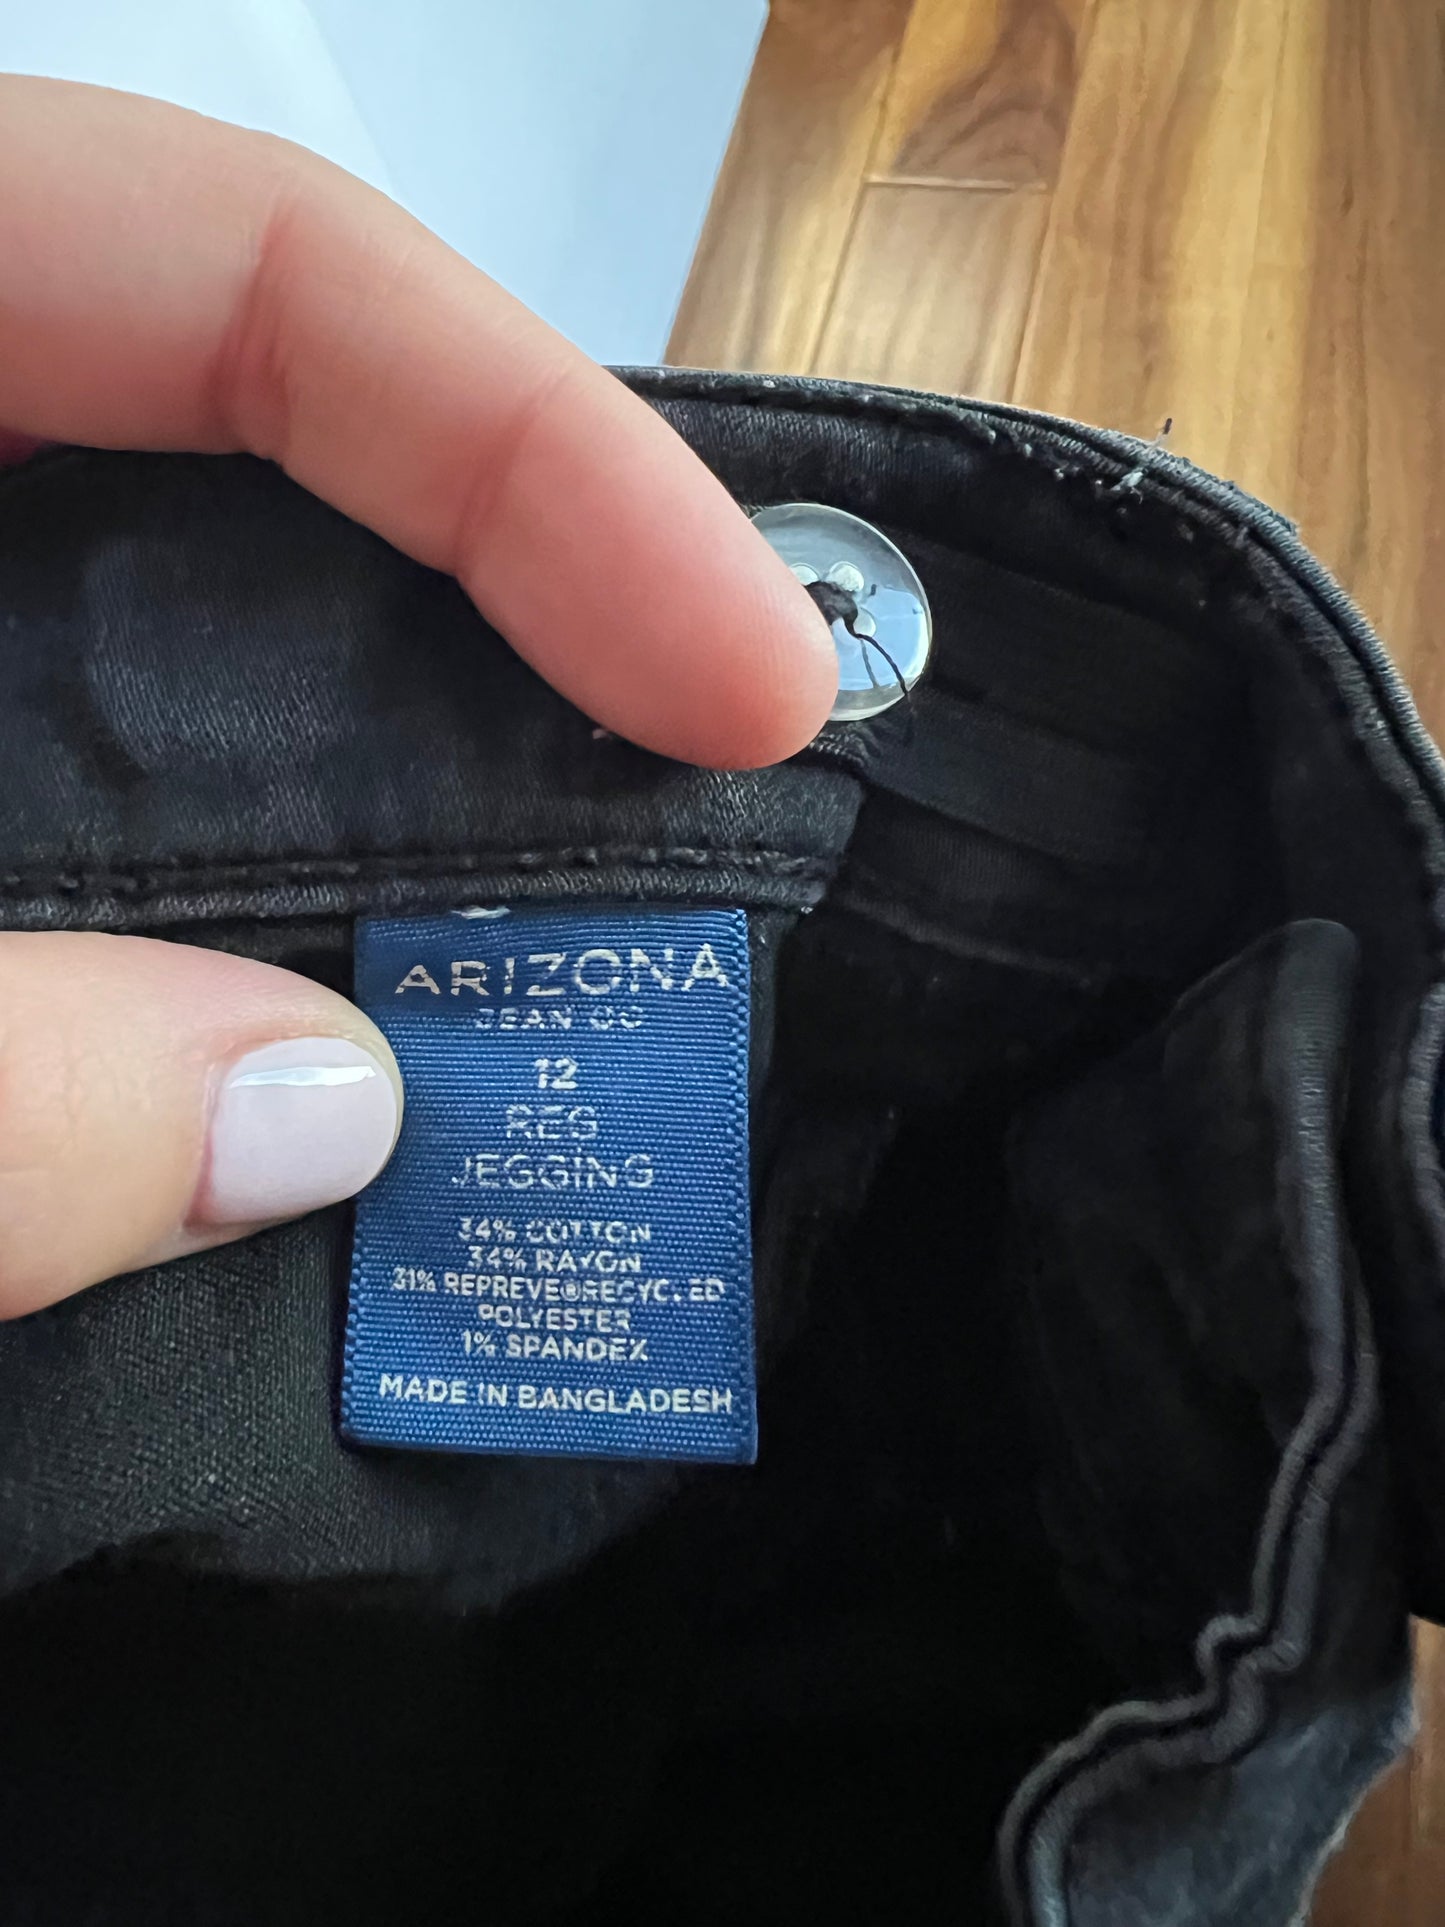 ARIZONA
JEAN CO
12
REG
JEGGING
34% COTTON
34% RAYON
31% REPREVE®RECYCLED
POLYESTER
1% SPANDEX
MADE IN BANGLADESH